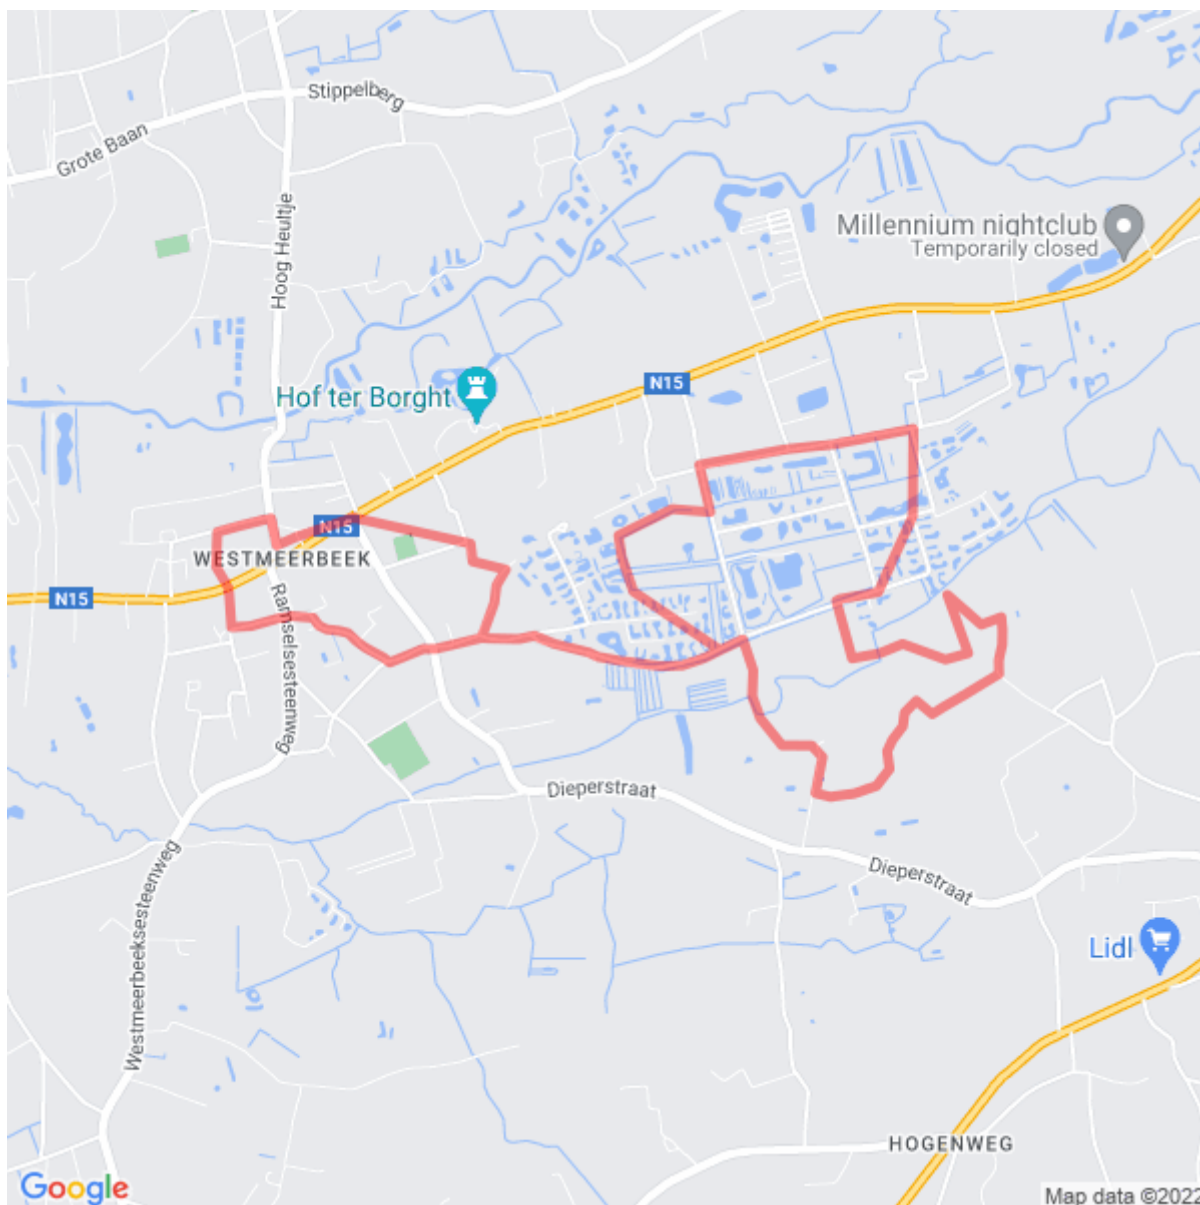 Stippelberg
Grote Baan
Hoog Heultje
Millennium nightclub
Temporarily closed
N15
Hof ter Borght
N15
WESTMEERBEEK
N15
Ramselsesteenweg
Dieperstraat
Dieperstraat
Westmeerbeeksesteenweg
Lidl
HOGENWEG
Google
Map data ©2022